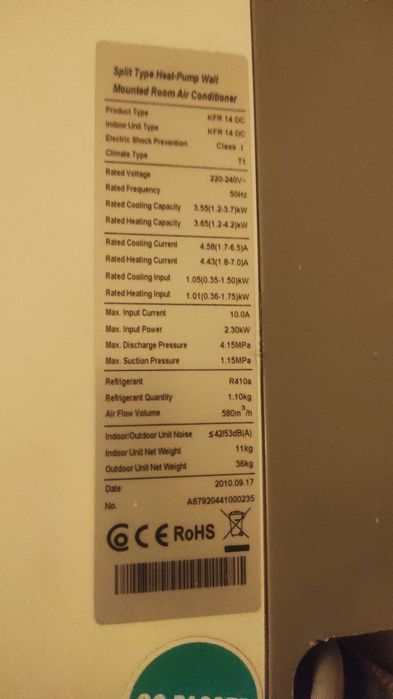 Split Type Heat-Pump Wall
Mounted Room Air Conditioner
Product Type KFR 14 DC
Indoor Unit Type KFR 14 DC
Electric Shock Prevention Class I
Climate Type T1
Rated Voltage 220-240V~
Rated Frequency 50Hz
Rated Cooling Capacity 3.55(1.2-3.7)kW
Rated Heating Capacity 3.65(1.2-4.2)kW
Rated Cooling Current 4.58(1.7-6.5)A
Rated Heating Current 4.43(1.8-7.0)A
Rated Cooling Input 1.05(0.35-1.50)kW
Rated Heating Input 1.01(0.36-1.75)kW
Max. Input Current 10.0A
Max. Input Power 2.30kW
Max. Discharge Pressure 4.15MPa
Max. Suction Pressure 1.15MPa
Refrigerant R410a
Refrigerant Quantity 1.10kg
Air Flow Volume 580m³/h
Indoor/Outdoor Unit Noise ≤42/53dB(A)
Indoor Unit Net Weight 11kg
Outdoor Unit Net Weight 36kg
Date 2010.09.17
No. A67920441000235
CE RoHS